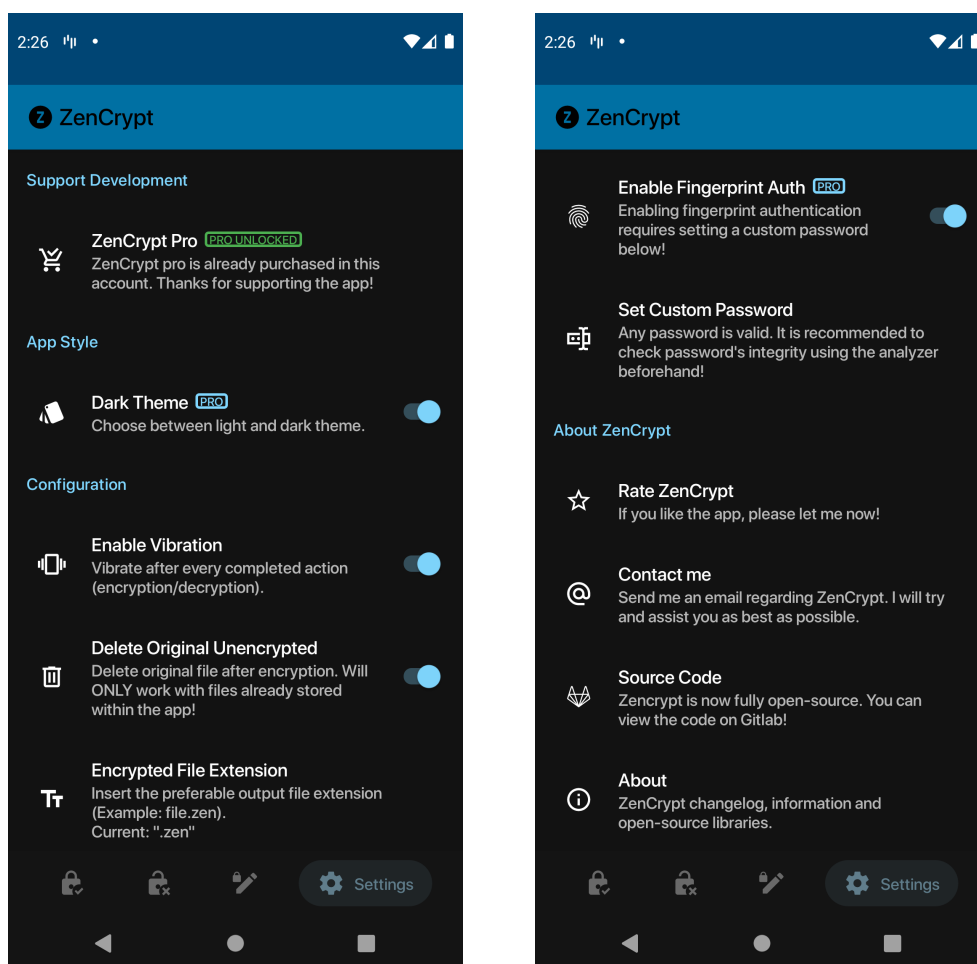 2:26
Z ZenCrypt
Support Development
ZenCrypt Pro PRO UNLOCKED
ZenCrypt pro is already purchased in this
account. Thanks for supporting the app!
App Style
Dark Theme PRO
Choose between light and dark theme.
Configuration
Enable Vibration
Vibrate after every completed action
(encryption/decryption).
Delete Original Unencrypted
Delete original file after encryption. Will
ONLY work with files already stored
within the app!
Encrypted File Extension
Insert the preferable output file extension
(Example: file.zen).
Current: ".zen"
Settings
2:26
Z ZenCrypt
Enable Fingerprint Auth PRO
Enabling fingerprint authentication
requires setting a custom password
below!
Set Custom Password
Any password is valid. It is recommended to
check password's integrity using the analyzer
beforehand!
About ZenCrypt
Rate ZenCrypt
If you like the app, please let me now!
Contact me
Send me an email regarding ZenCrypt. I will try
and assist you as best as possible.
Source Code
Zencrypt is now fully open-source. You can
view the code on Gitlab!
About
ZenCrypt changelog, information and
open-source libraries.
Settings